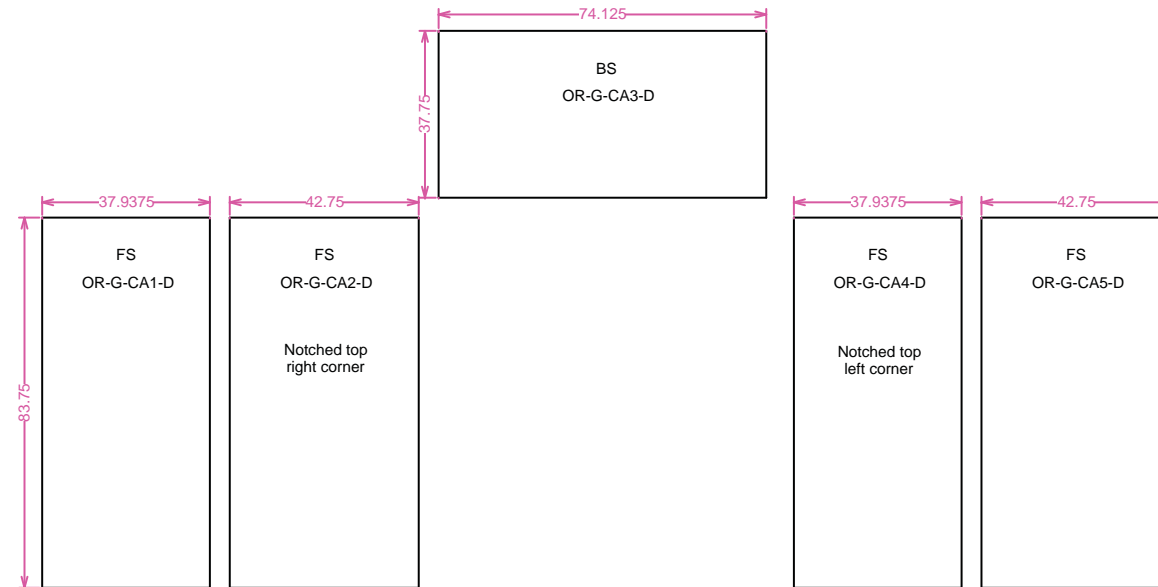 74.125
BS
OR-G-CA3-D
37.75
37.9375
42.75
37.9375
42.75
FS
OR-G-CA1-D
FS
OR-G-CA2-D
Notched top
right corner
FS
OR-G-CA4-D
Notched top
left corner
FS
OR-G-CA5-D
83.75